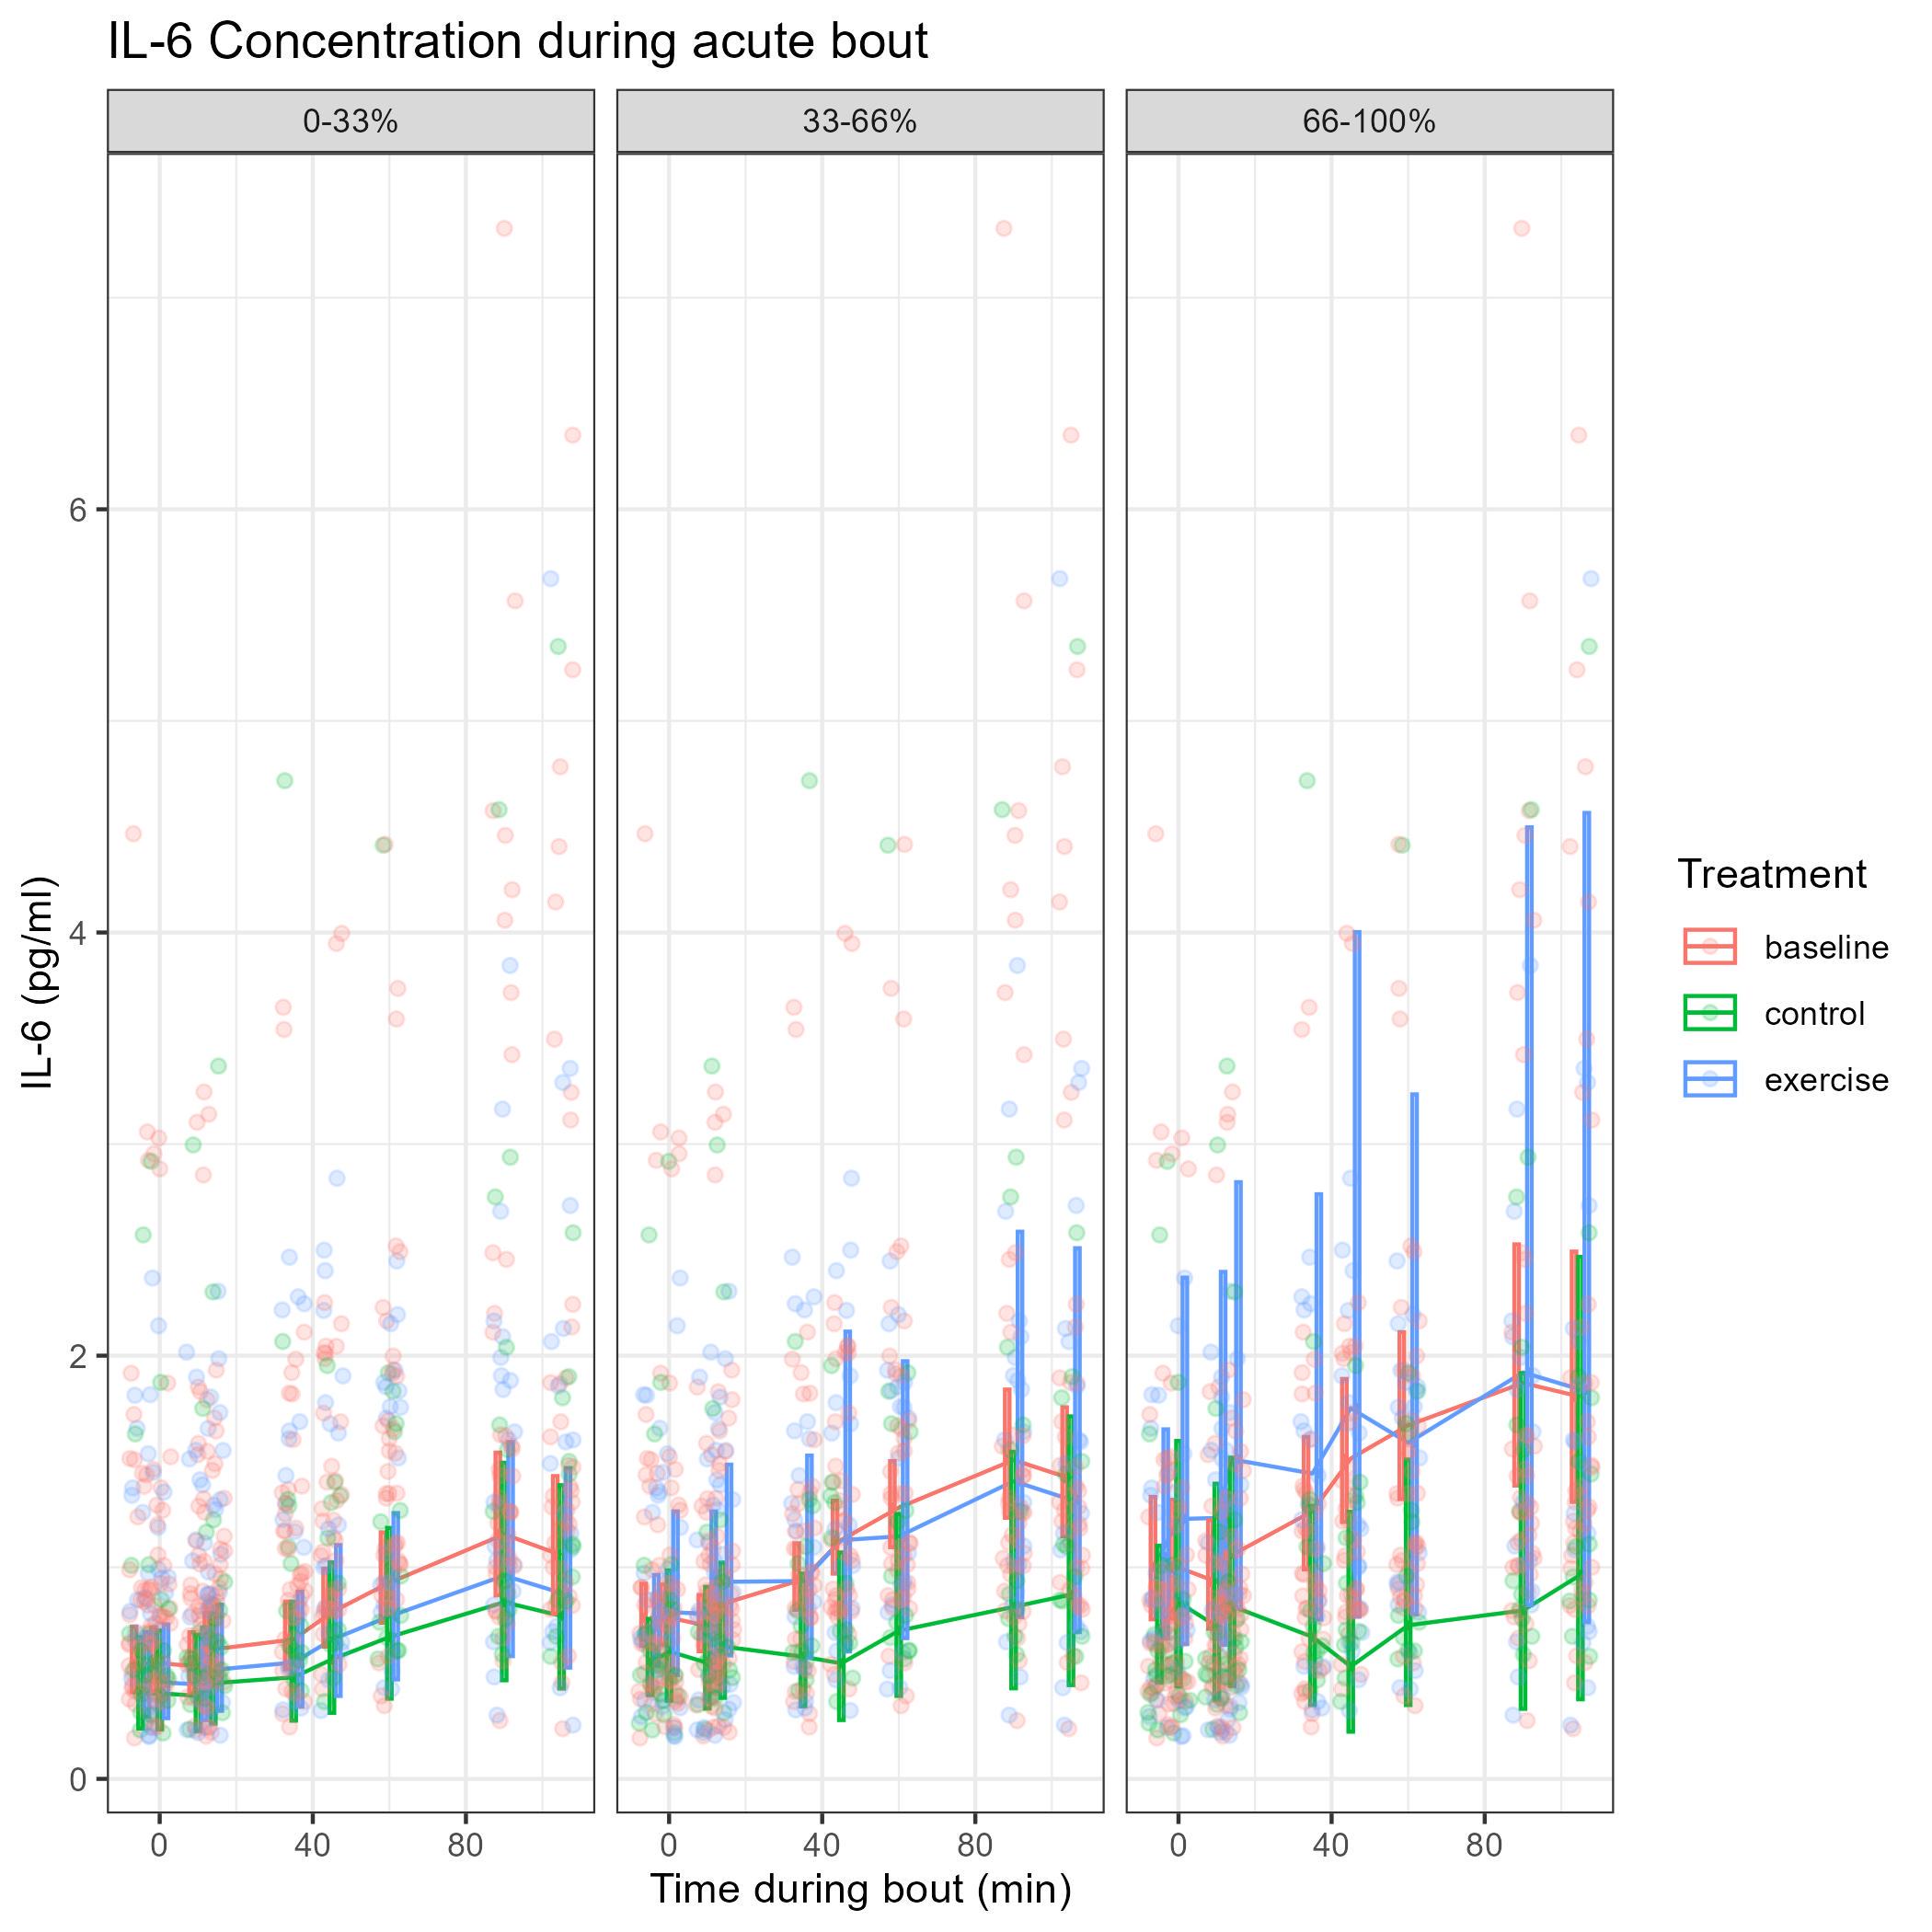 IL-6 Concentration during acute bout
0-33% 33-66% 66-100%
6
4
2
0
IL-6 (pg/ml)
0 40 80 0 40 80 0 40 80
Time during bout (min)
Treatment
baseline
control
exercise